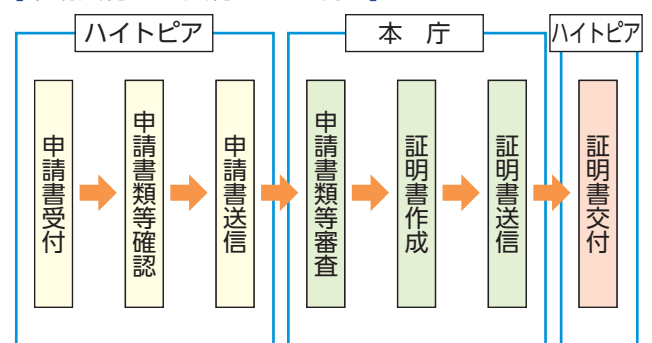 ハイトピア
本庁
ハイトピア
申請書受付
申請書類等確認
申請書送信
申請書類等審査
証明書作成
証明書送信
証明書交付